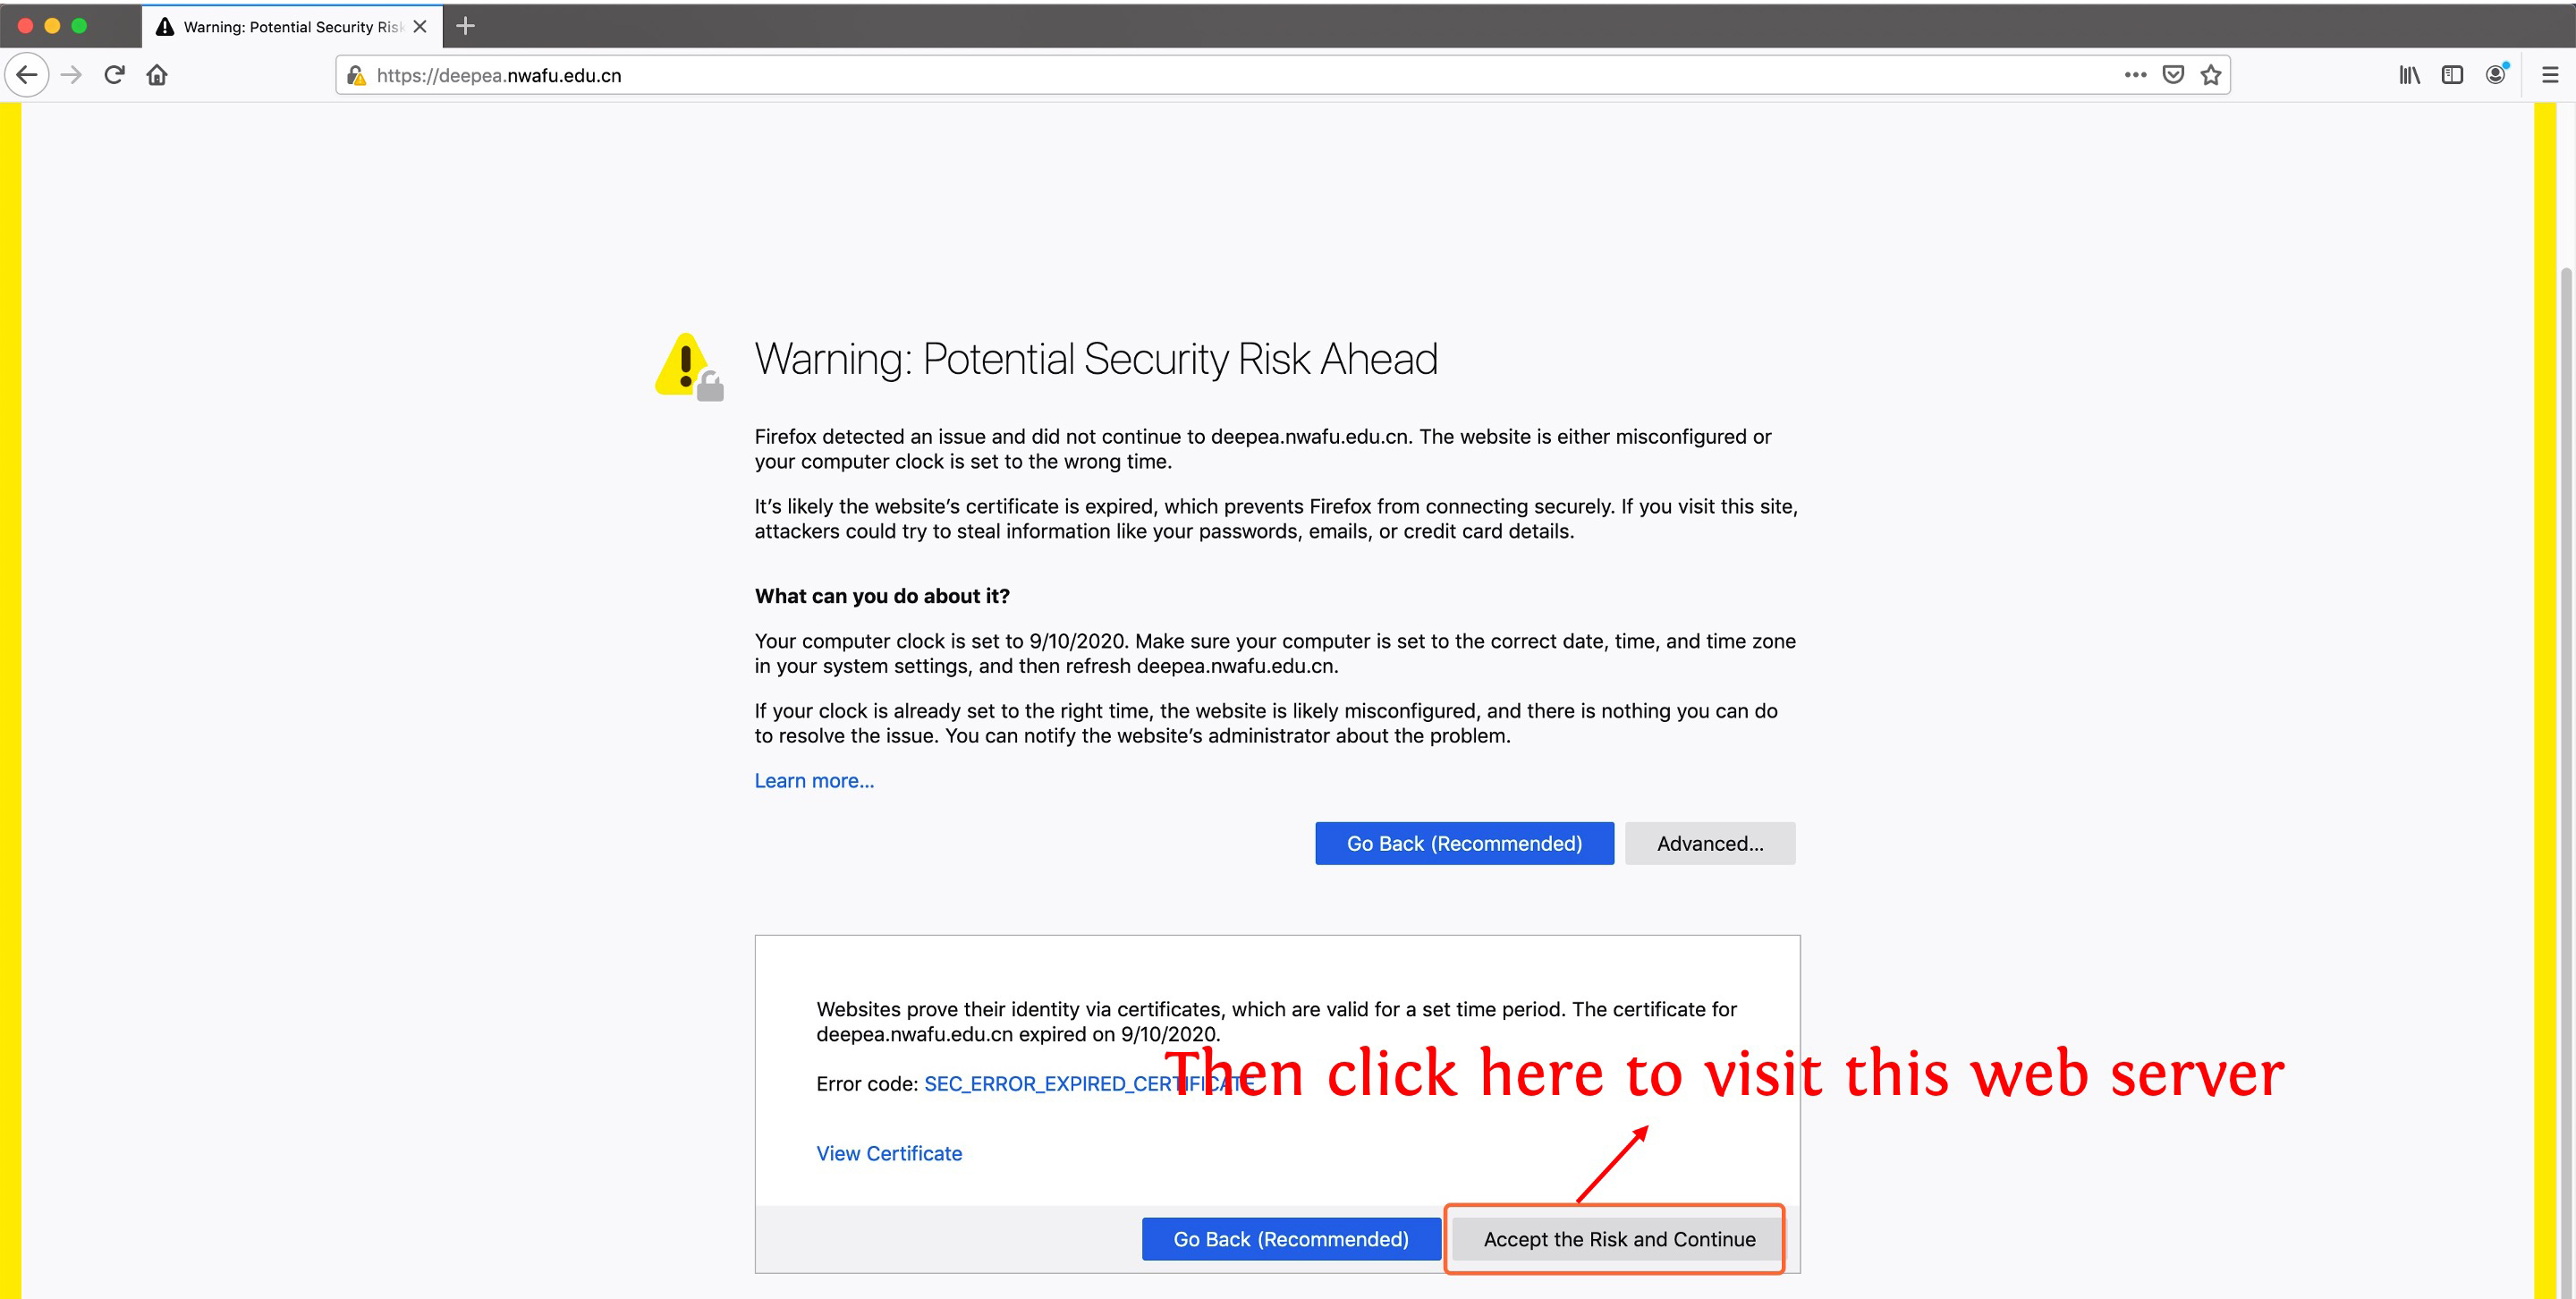 Warning: Potential Security Risk
https://deepea.nwafu.edu.cn
Warning: Potential Security Risk Ahead
Firefox detected an issue and did not continue to deepea.nwafu.edu.cn. The website is either misconfigured or
your computer clock is set to the wrong time.
It’s likely the website’s certificate is expired, which prevents Firefox from connecting securely. If you visit this site,
attackers could try to steal information like your passwords, emails, or credit card details.
What can you do about it?
Your computer clock is set to 9/10/2020. Make sure your computer is set to the correct date, time, and time zone
in your system settings, and then refresh deepea.nwafu.edu.cn.
If your clock is already set to the right time, the website is likely misconfigured, and there is nothing you can do
to resolve the issue. You can notify the website’s administrator about the problem.
Learn more...
Go Back (Recommended) Advanced...
Websites prove their identity via certificates, which are valid for a set time period. The certificate for
deepea.nwafu.edu.cn expired on 9/10/2020.
Then click here to visit this web server
Error code: SEC_ERROR_EXPIRED_CERTIFICATE
View Certificate
Go Back (Recommended) Accept the Risk and Continue